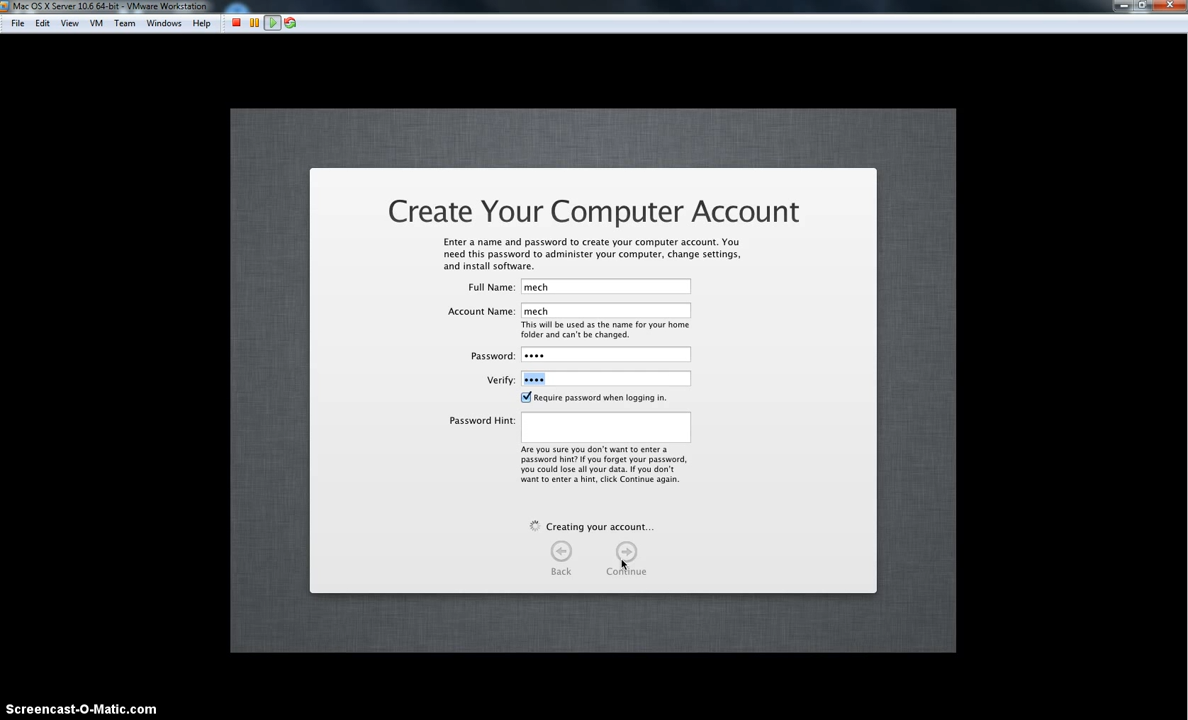 Mac OS X Server 10.6 64-bit - VMware Workstation
File Edit View VM Team Windows Help
Create Your Computer Account
Enter a name and password to create your computer account. You
need this password to administer your computer, change settings,
and install software.
Full Name: mech
Account Name: mech
This will be used as the name for your home
folder and can't be changed.
Password: ••••
Verify: ••••
Require password when logging in.
Password Hint:
Are you sure you don't want to enter a
password hint? If you forget your password,
you could lose all your data. If you don't
want to enter a hint, click Continue again.
Creating your account...
Back Continue
Screencast-O-Matic.com